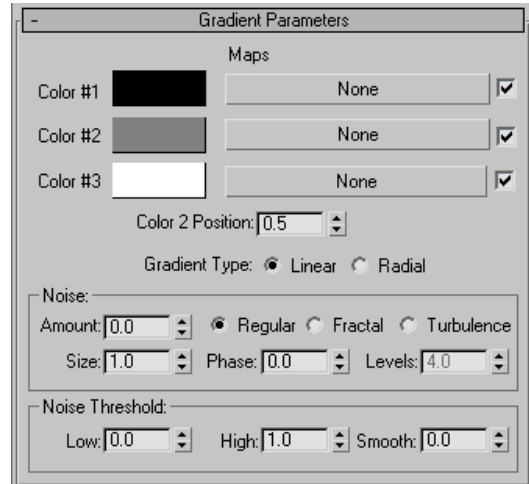 - Gradient Parameters
Maps
Color #1 None
Color #2 None
Color #3 None
Color 2 Position: 0.5
Gradient Type: Linear Radial
Noise:
Amount: 0.0 Regular Fractal Turbulence
Size: 1.0 Phase: 0.0 Levels: 4.0
Noise Threshold:
Low: 0.0 High: 1.0 Smooth: 0.0